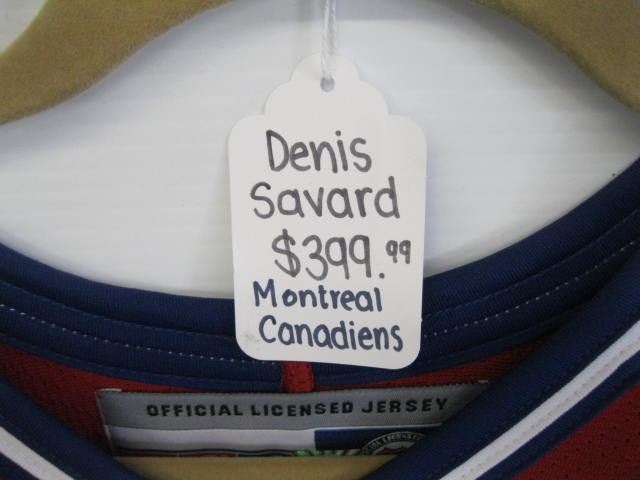 Denis
Savard
$399.99
Montreal
Canadiens
OFFICIAL LICENSED JERSEY